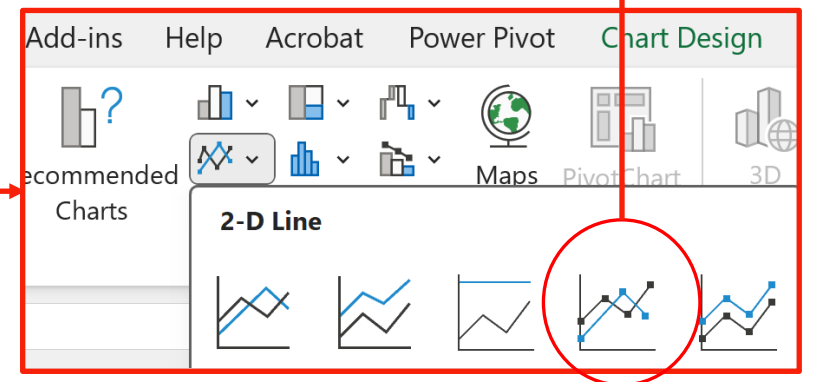 Add-ins Help Acrobat Power Pivot Chart Design
ecommended
Charts
Maps
PivotChart
3D
2-D Line